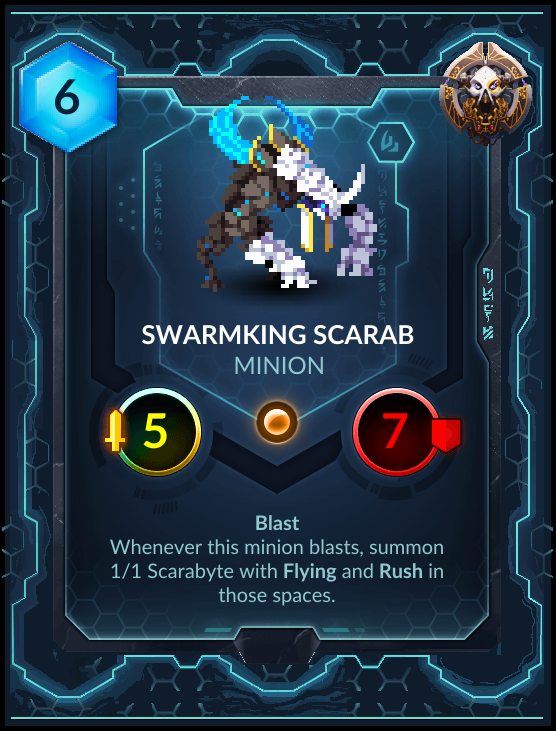 6
SWARMKING SCARAB
MINION
5 7
Blast
Whenever this minion blasts, summon
1/1 Scarabyte with Flying and Rush in
those spaces.